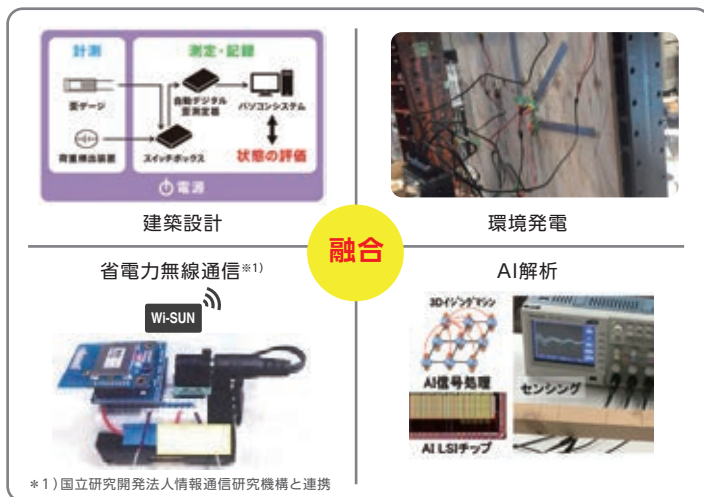 計測
測定・記録
歪ゲージ
自動デジタル
歪測定器
パソコンシステム
荷重検出装置
スイッチボックス
状態の評価
電源
建築設計
環境発電
融合
省電力無線通信※1)
AI解析
Wi-SUN
3Dイジングマシン
AI信号処理
センシング
AI LSIチップ
＊1)国立研究開発法人情報通信研究機構と連携